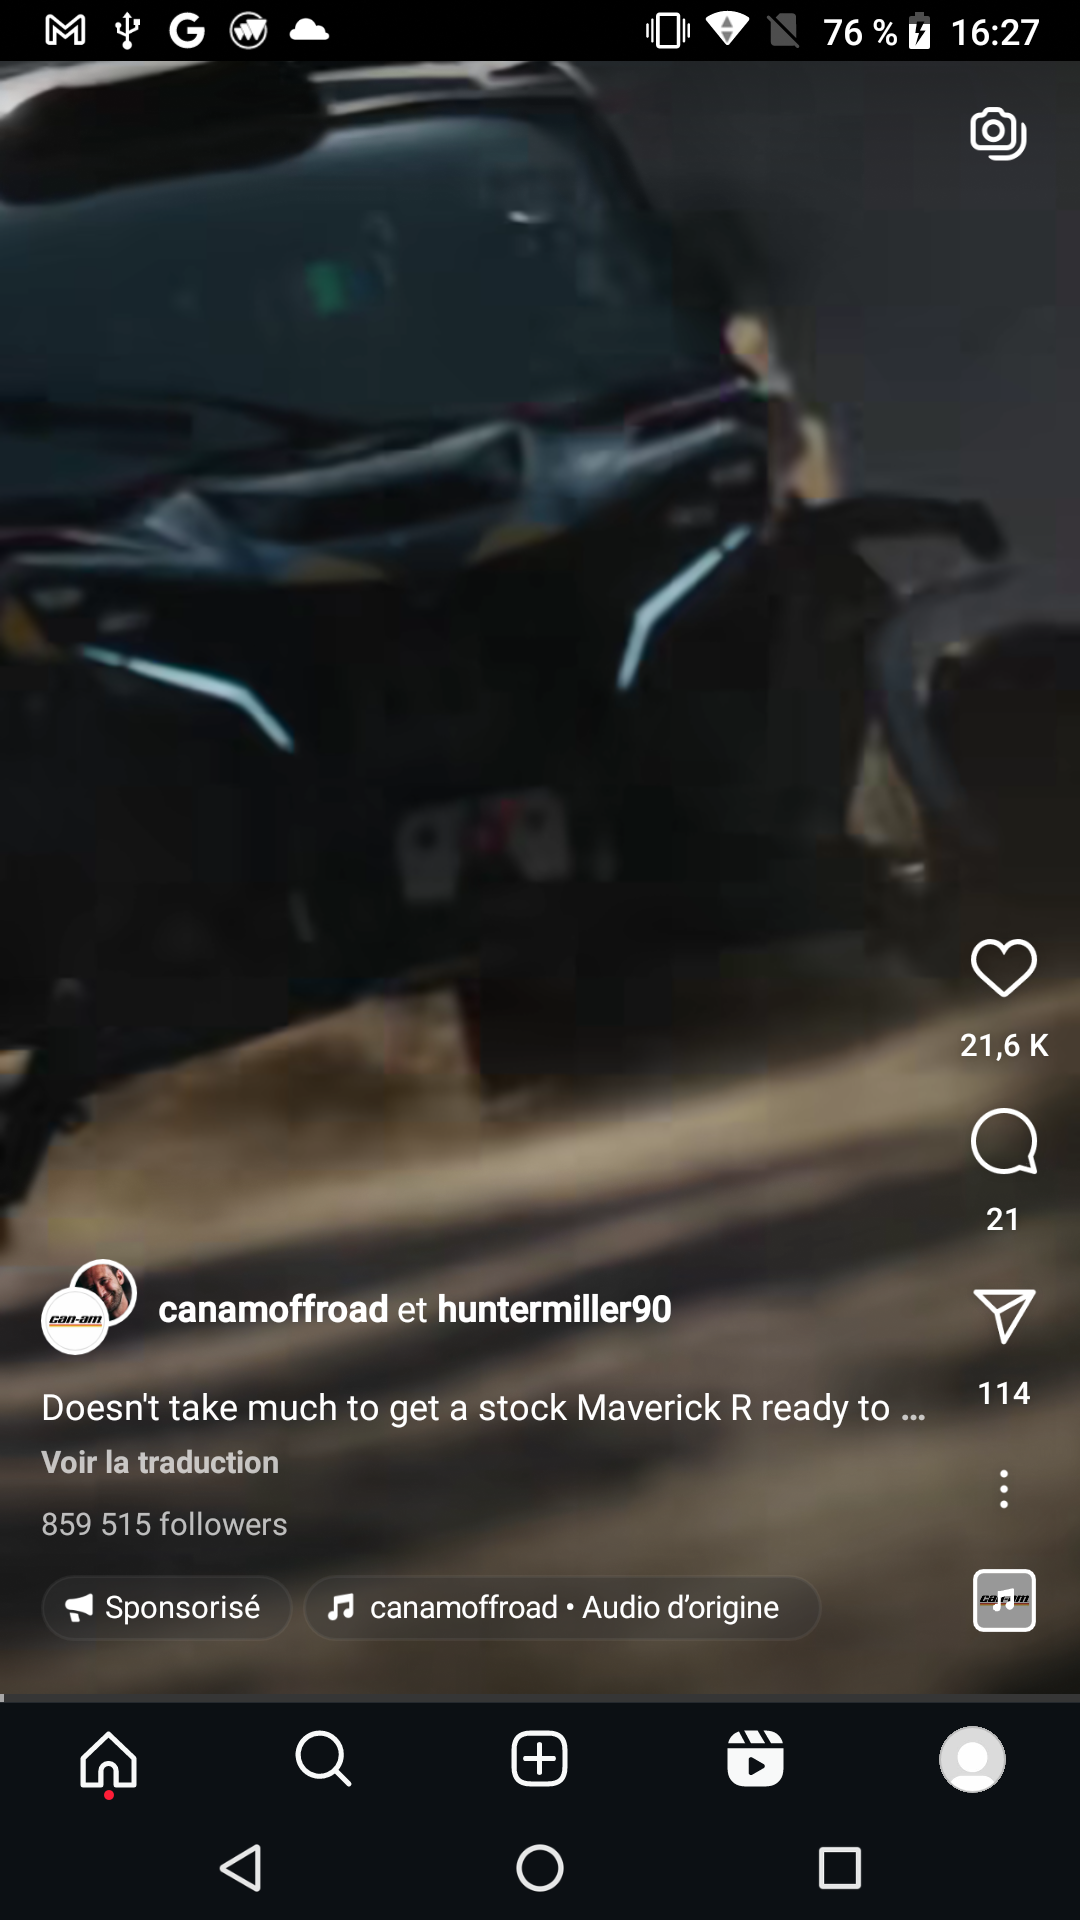 76 % 16:27
21,6 K
21
can-am
canamoffroad et huntermiller90
114
Doesn't take much to get a stock Maverick R ready to ...
Voir la traduction
859 515 followers
Sponsorisé
canamoffroad • Audio d’origine